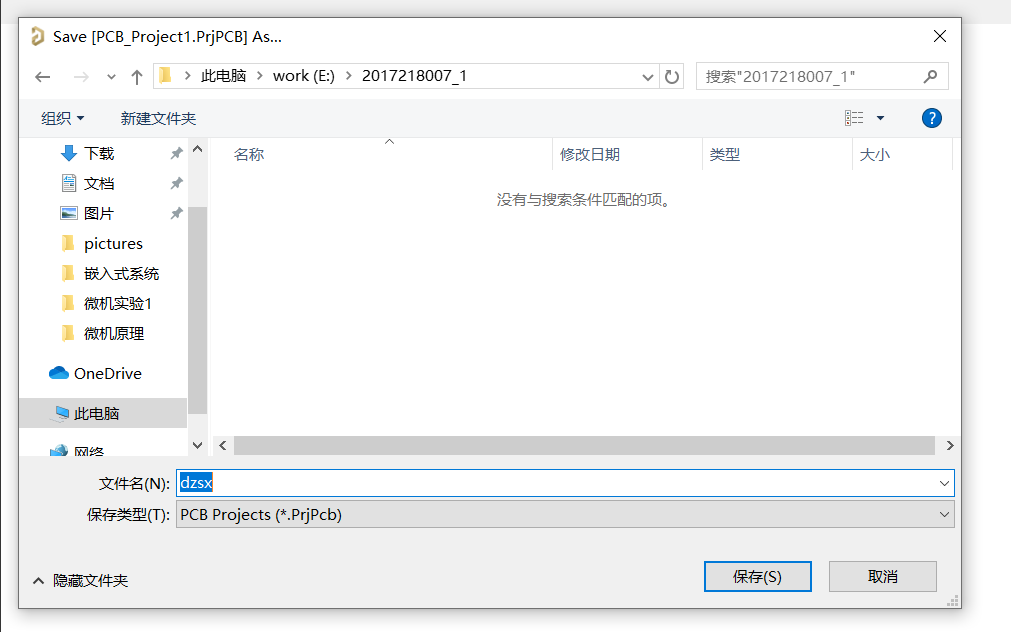 Save [PCB_Project1.PrjPCB] As...
此电脑 > work (E:) > 2017218007_1
搜索"2017218007_1"
组织 新建文件夹
?
名称 修改日期 类型 大小
没有与搜索条件匹配的项。
下载
文档
图片
pictures
嵌入式系统
微机实验1
微机原理
OneDrive
此电脑
网络
文件名(N): dzsx
保存类型(T): PCB Projects (*.PrjPcb)
隐藏文件夹
保存(S) 取消